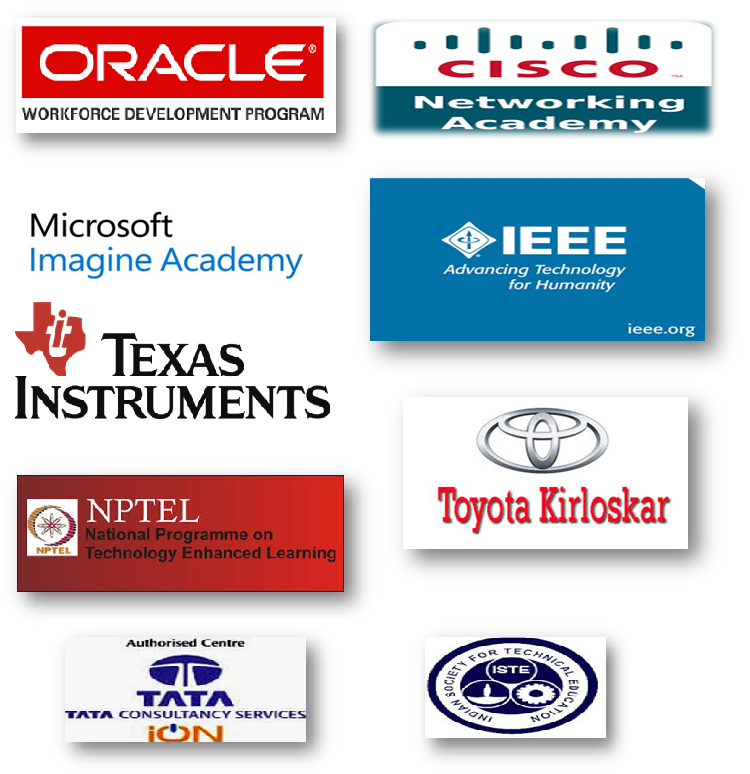 ORACLE®
WORKFORCE DEVELOPMENT PROGRAM
CISCO™
Networking
Academy
Microsoft
Imagine Academy
IEEE
Advancing Technology
for Humanity
ieee.org
ti
TEXAS
INSTRUMENTS
Toyota Kirloskar
NPTEL
NPTEL
National Programme on
Technology Enhanced Learning
Authorised Centre
TATA
TATA CONSULTANCY SERVICES
iON
INDIAN SOCIETY FOR TECHNICAL EDUCATION
ISTE